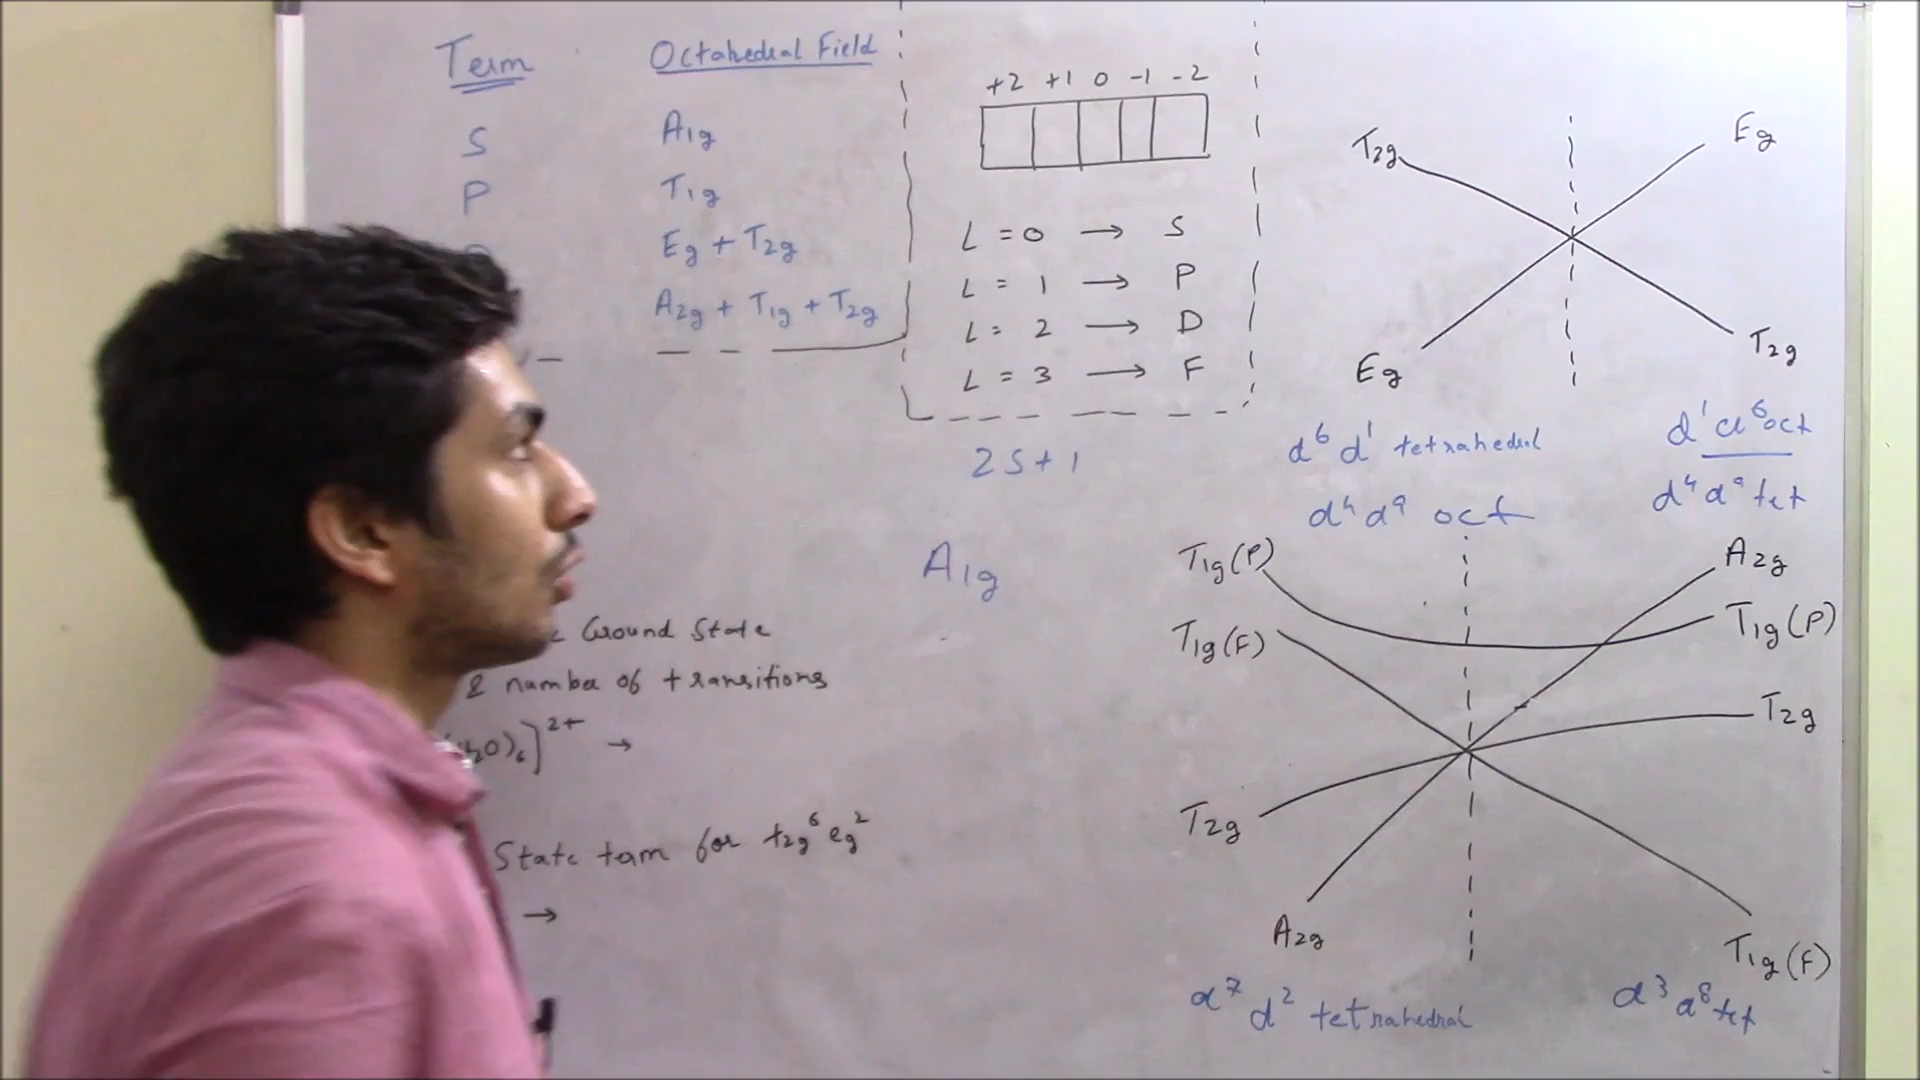 Term Octahedral Field
S A1g
P T1g
Eg + T2g
A2g + T1g + T2g
+2 +1 0 -1 -2
L = 0 → S
L = 1 → P
L = 2 → D
L = 3 → F
2S+1
A1g
Ground State
& number of transitions
H2O)6]2+ →
State term for t2g6 eg2
→
T2g Eg
Eg T2g
d6 d1 tetrahedral
d4 d9 oct
d1 d6 oct
d4 d9 tet
T1g(P) A2g
T1g(F) T1g(P)
T2g T2g
A2g T1g(F)
d7 d2 tetrahedral
d3 d8 tet